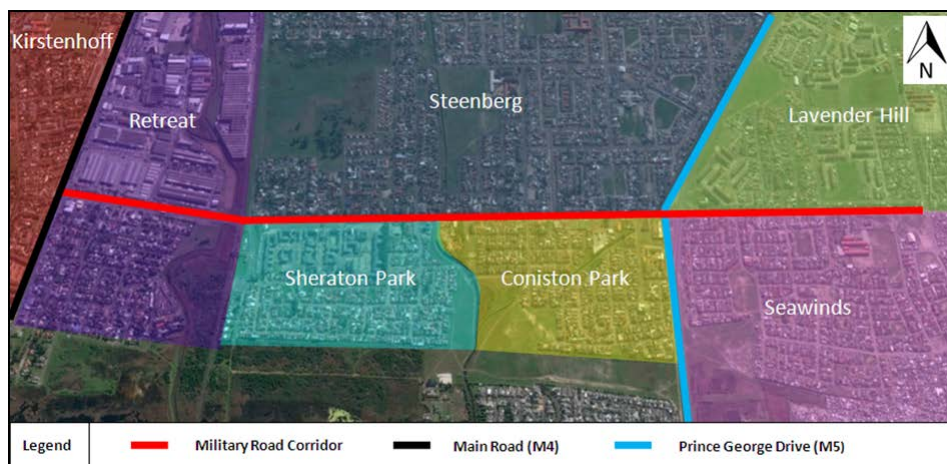 Kirstenhoff
Retreat
Steenberg
Lavender Hill
N
Sheraton Park
Coniston Park
Seawinds
Legend
Military Road Corridor
Main Road (M4)
Prince George Drive (M5)